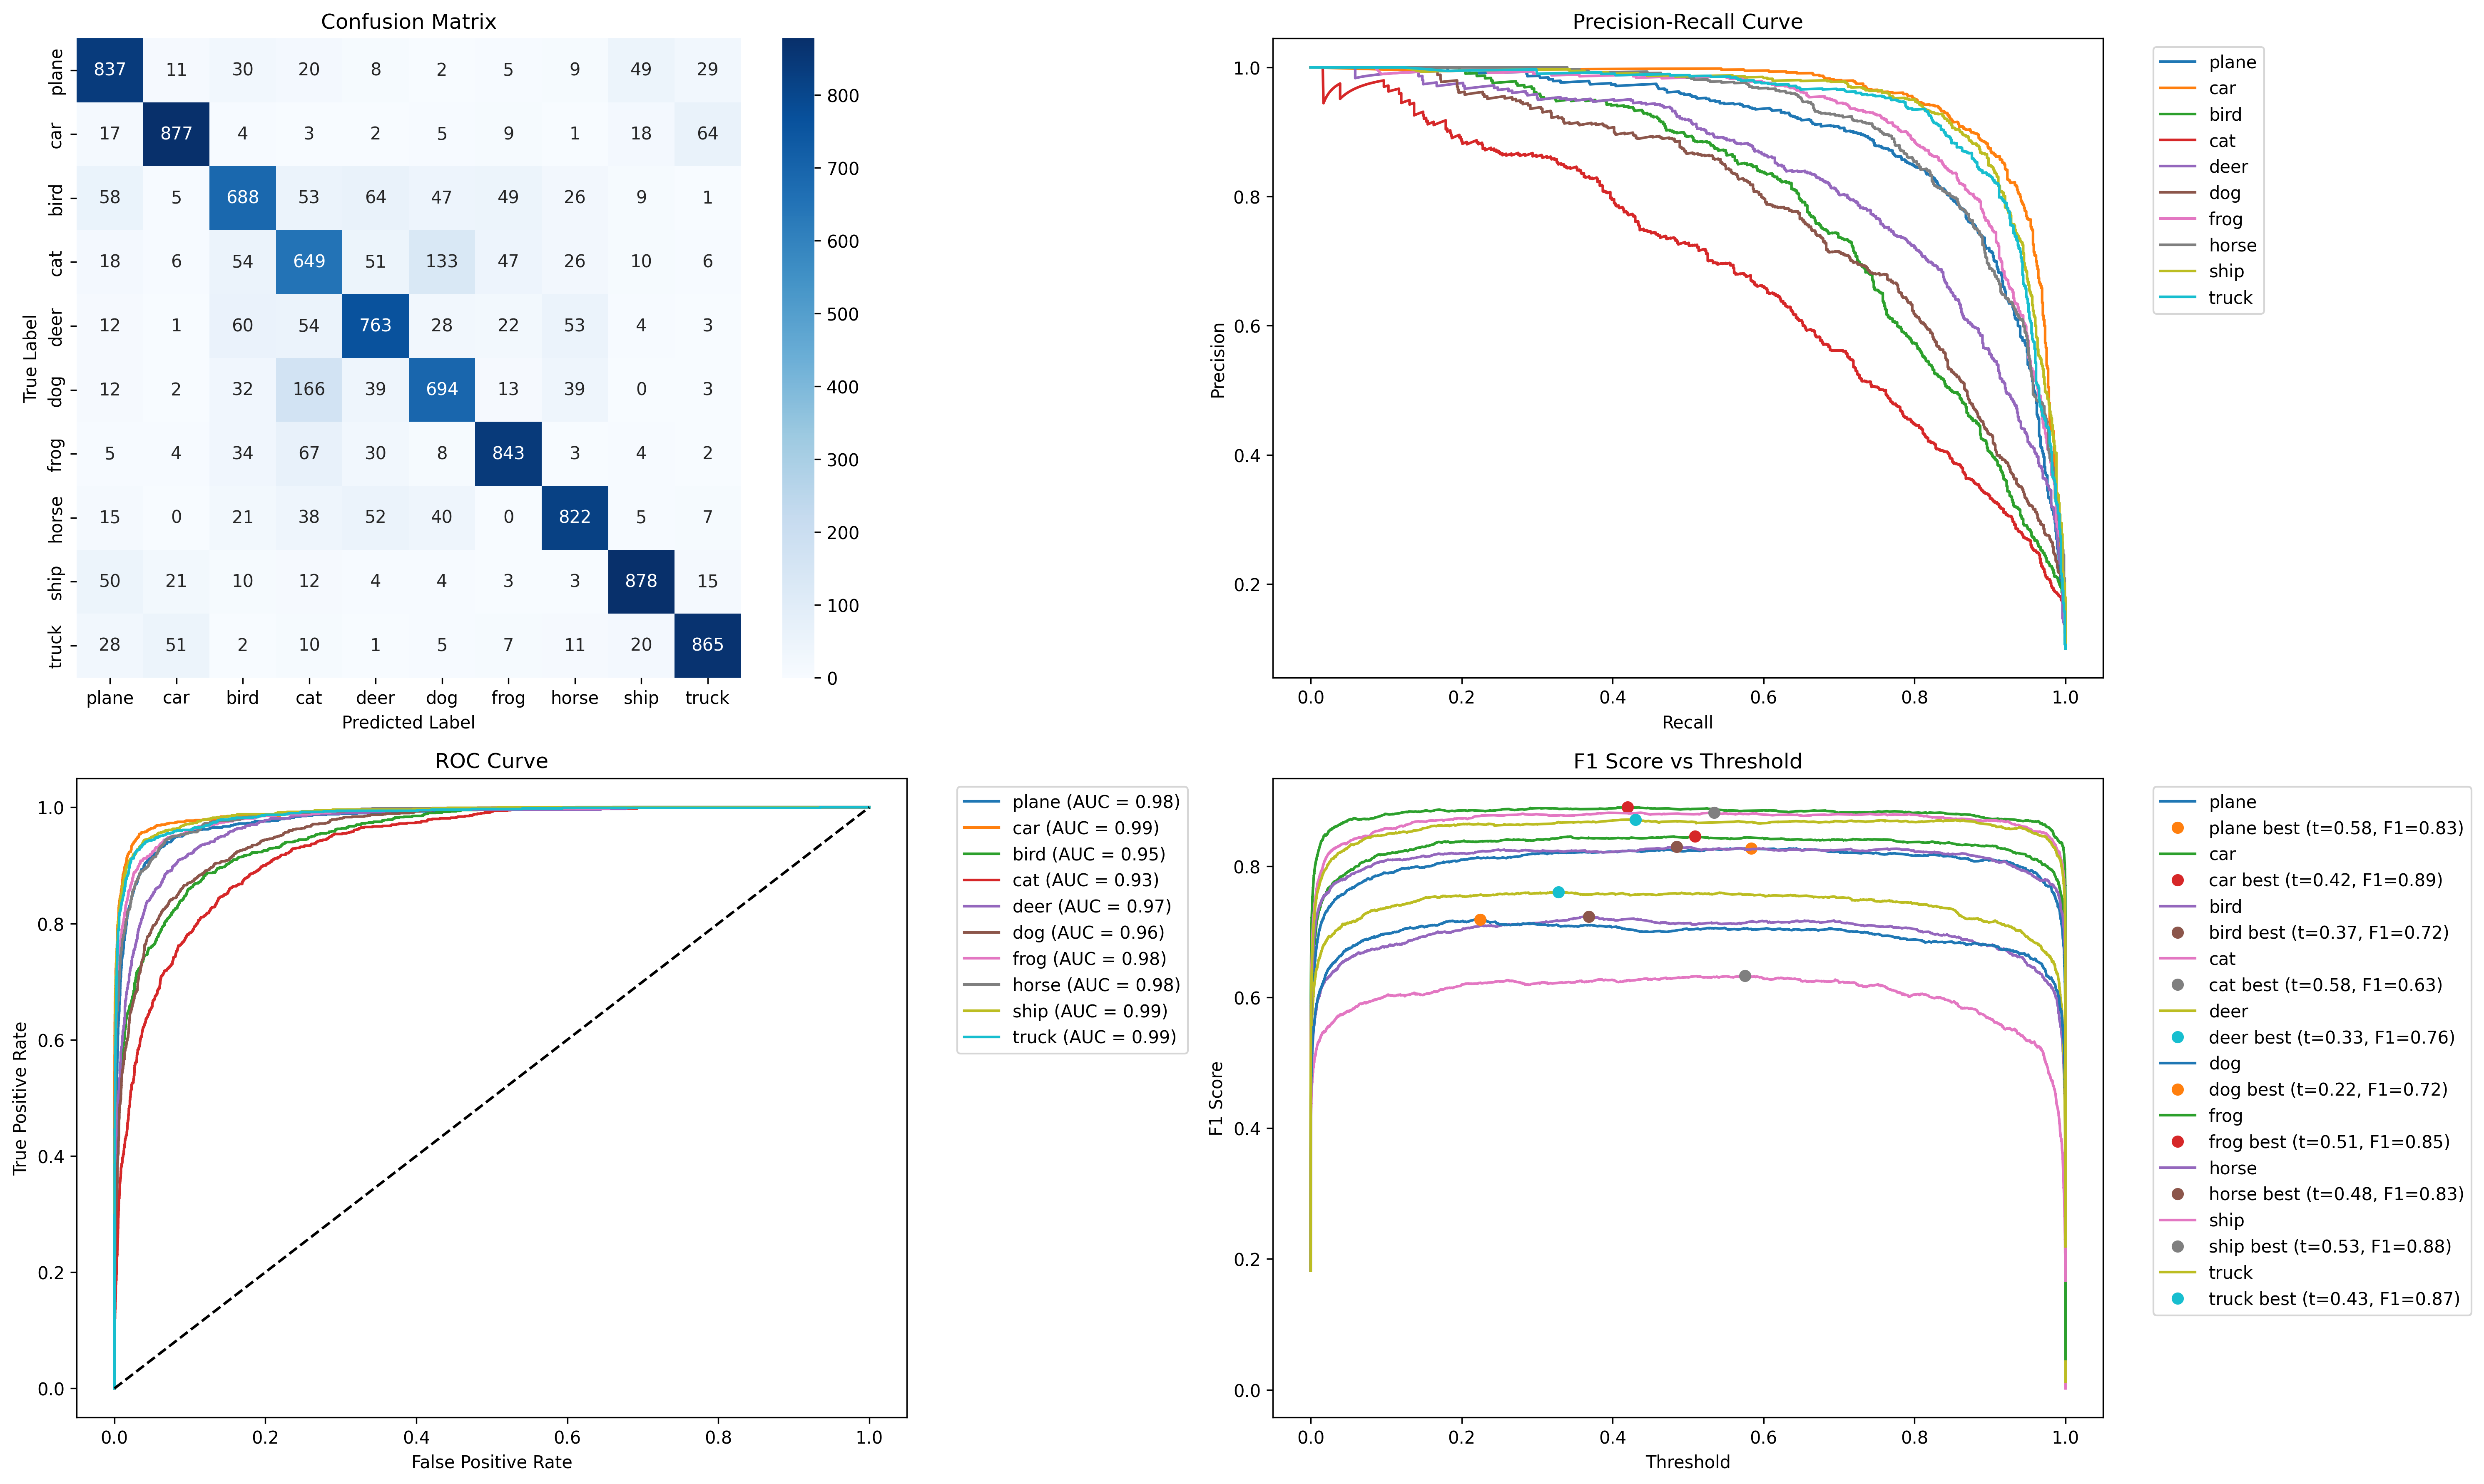 Confusion Matrix
True Label
plane 837 11 30 20 8 2 5 9 49 29
car 17 877 4 3 2 5 9 1 18 64
bird 58 5 688 53 64 47 49 26 9 1
cat 18 6 54 649 51 133 47 26 10 6
deer 12 1 60 54 763 28 22 53 4 3
dog 12 2 32 166 39 694 13 39 0 3
frog 5 4 34 67 30 8 843 3 4 2
horse 15 0 21 38 52 40 0 822 5 7
ship 50 21 10 12 4 4 3 3 878 15
truck 28 51 2 10 1 5 7 11 20 865
plane car bird cat deer dog frog horse ship truck
Predicted Label
800
700
600
500
400
300
200
100
0
Precision-Recall Curve
Precision
1.0
0.8
0.6
0.4
0.2
0.0 0.2 0.4 0.6 0.8 1.0
Recall
plane
car
bird
cat
deer
dog
frog
horse
ship
truck
ROC Curve
True Positive Rate
1.0
0.8
0.6
0.4
0.2
0.0
0.0 0.2 0.4 0.6 0.8 1.0
False Positive Rate
plane (AUC = 0.98)
car (AUC = 0.99)
bird (AUC = 0.95)
cat (AUC = 0.93)
deer (AUC = 0.97)
dog (AUC = 0.96)
frog (AUC = 0.98)
horse (AUC = 0.98)
ship (AUC = 0.99)
truck (AUC = 0.99)
F1 Score vs Threshold
F1 Score
0.8
0.6
0.4
0.2
0.0
0.0 0.2 0.4 0.6 0.8 1.0
Threshold
plane
plane best (t=0.58, F1=0.83)
car
car best (t=0.42, F1=0.89)
bird
bird best (t=0.37, F1=0.72)
cat
cat best (t=0.58, F1=0.63)
deer
deer best (t=0.33, F1=0.76)
dog
dog best (t=0.22, F1=0.72)
frog
frog best (t=0.51, F1=0.85)
horse
horse best (t=0.48, F1=0.83)
ship
ship best (t=0.53, F1=0.88)
truck
truck best (t=0.43, F1=0.87)